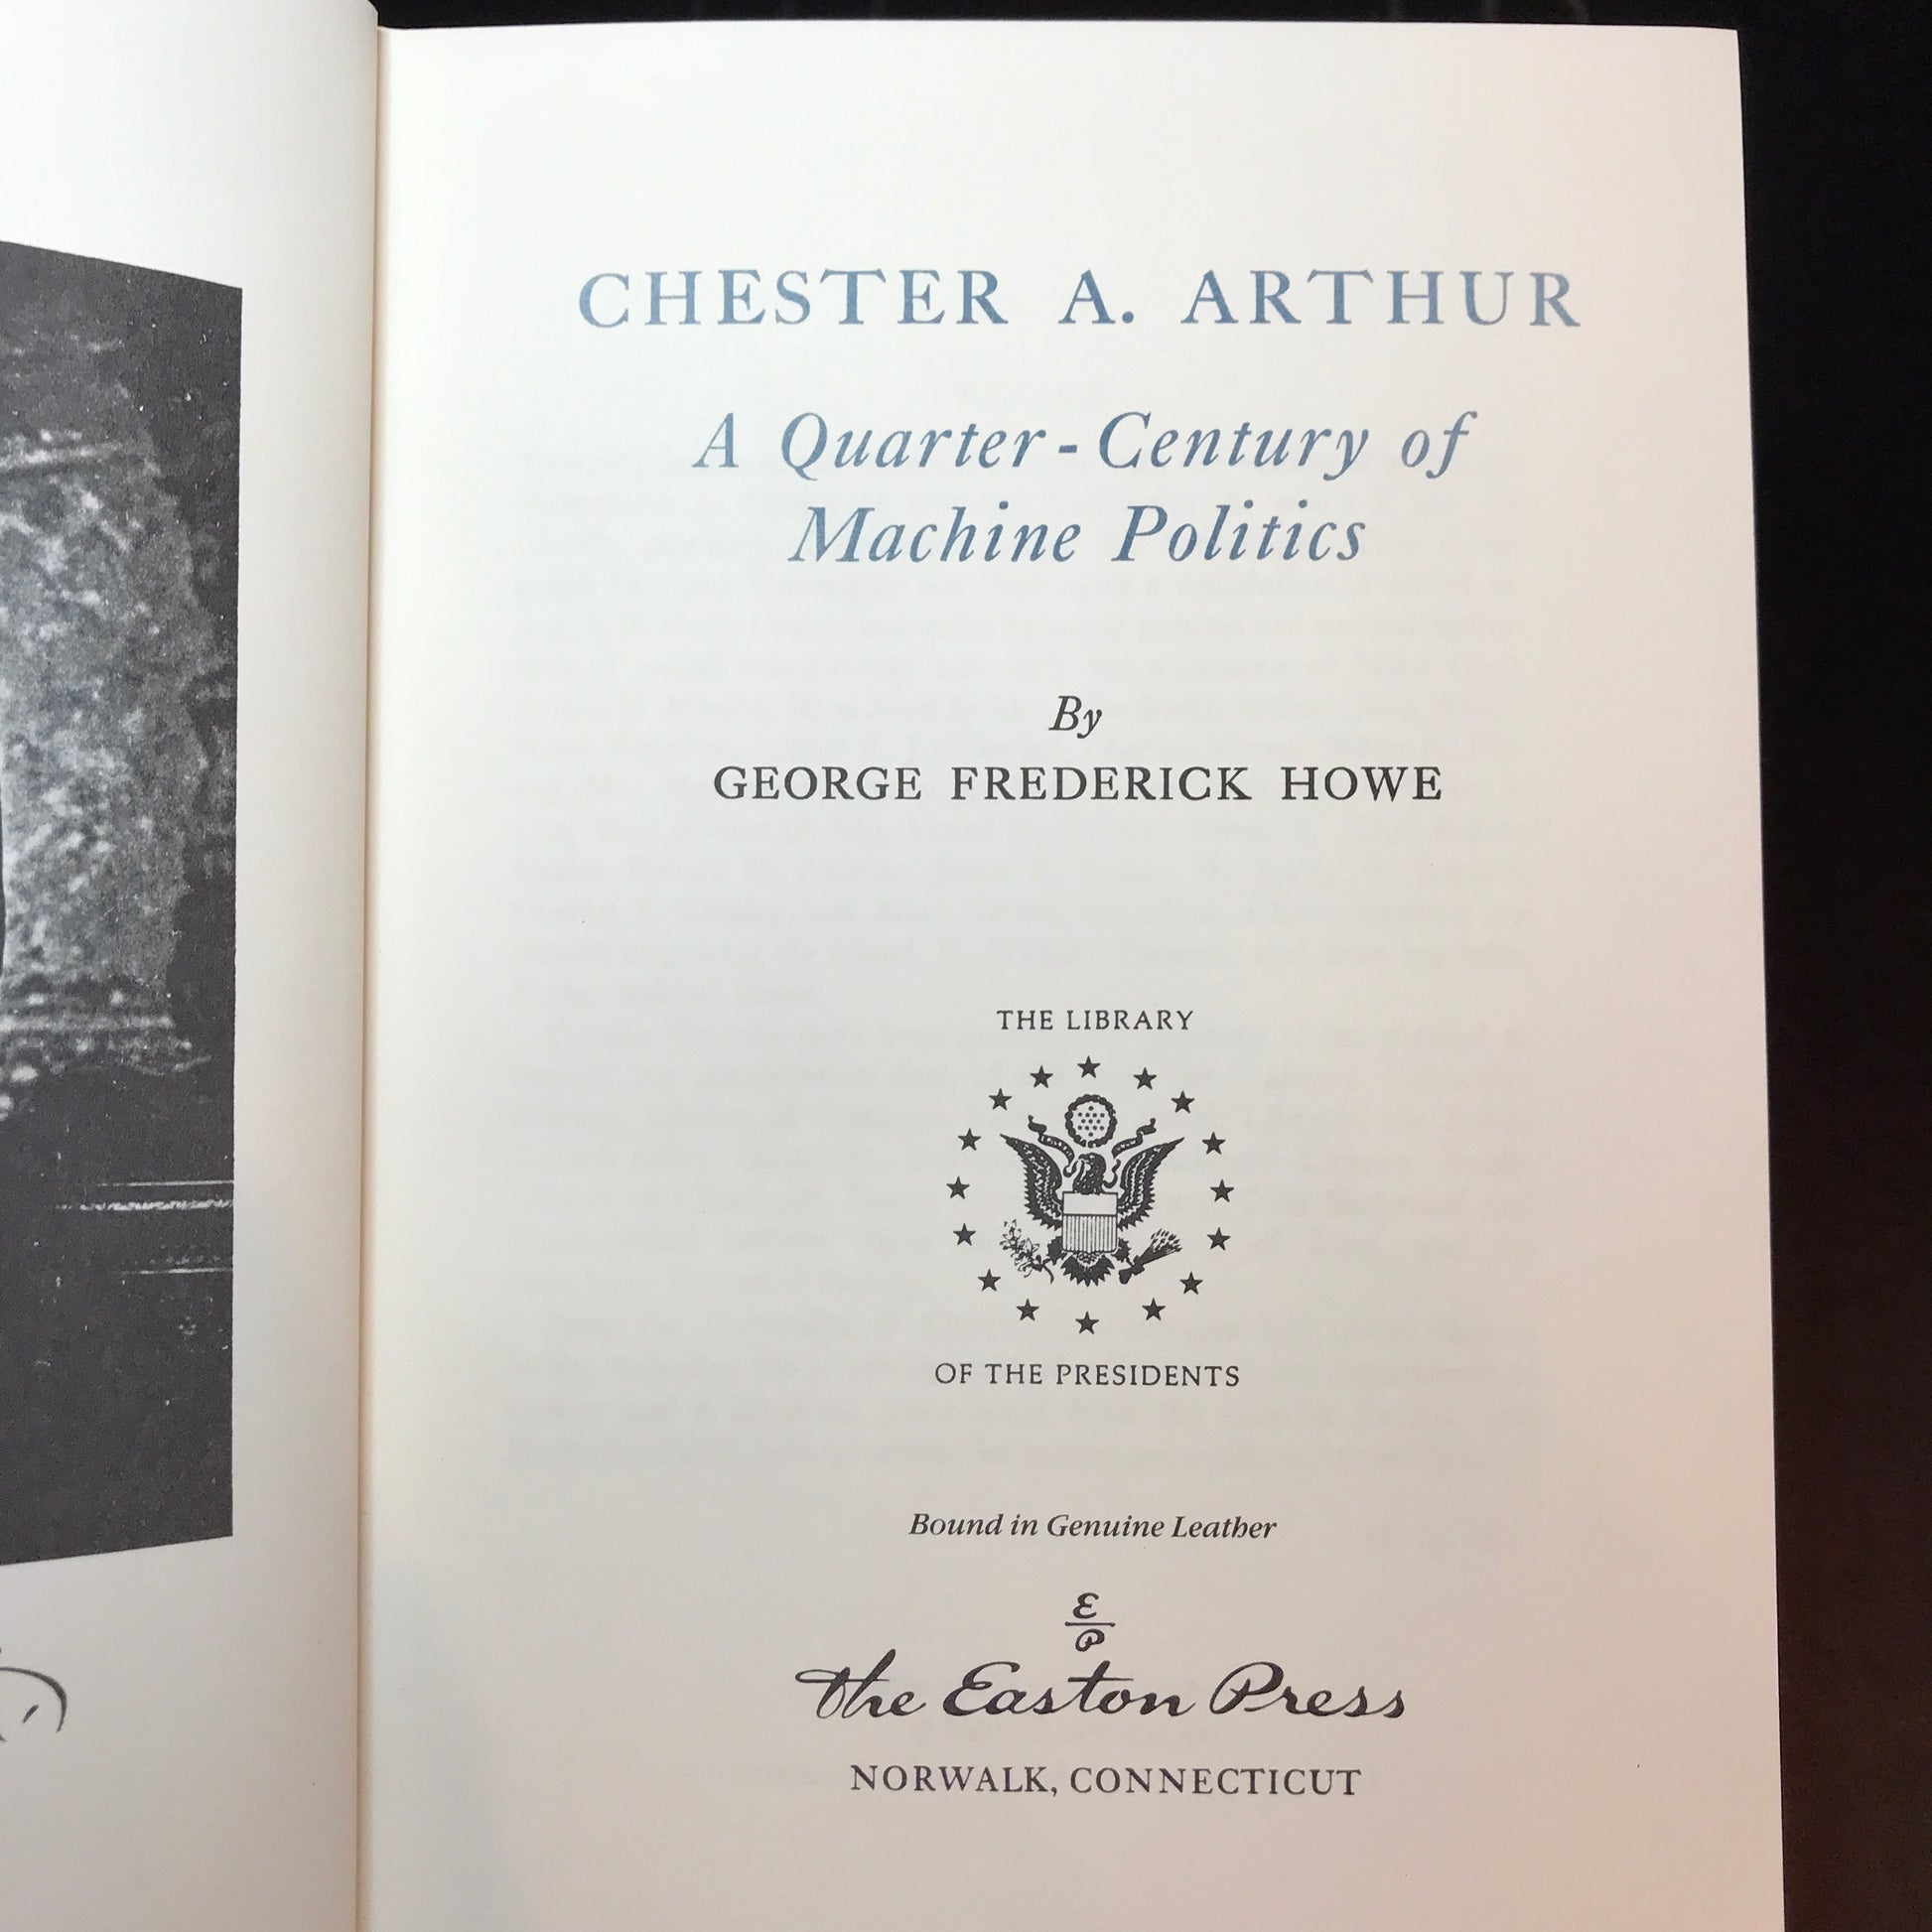 CHESTER A. ARTHUR
A Quarter-Century of
Machine Politics
By
GEORGE FREDERICK HOWE
THE LIBRARY
OF THE PRESIDENTS
Bound in Genuine Leather
E
P
The Easton Press
NORWALK, CONNECTICUT